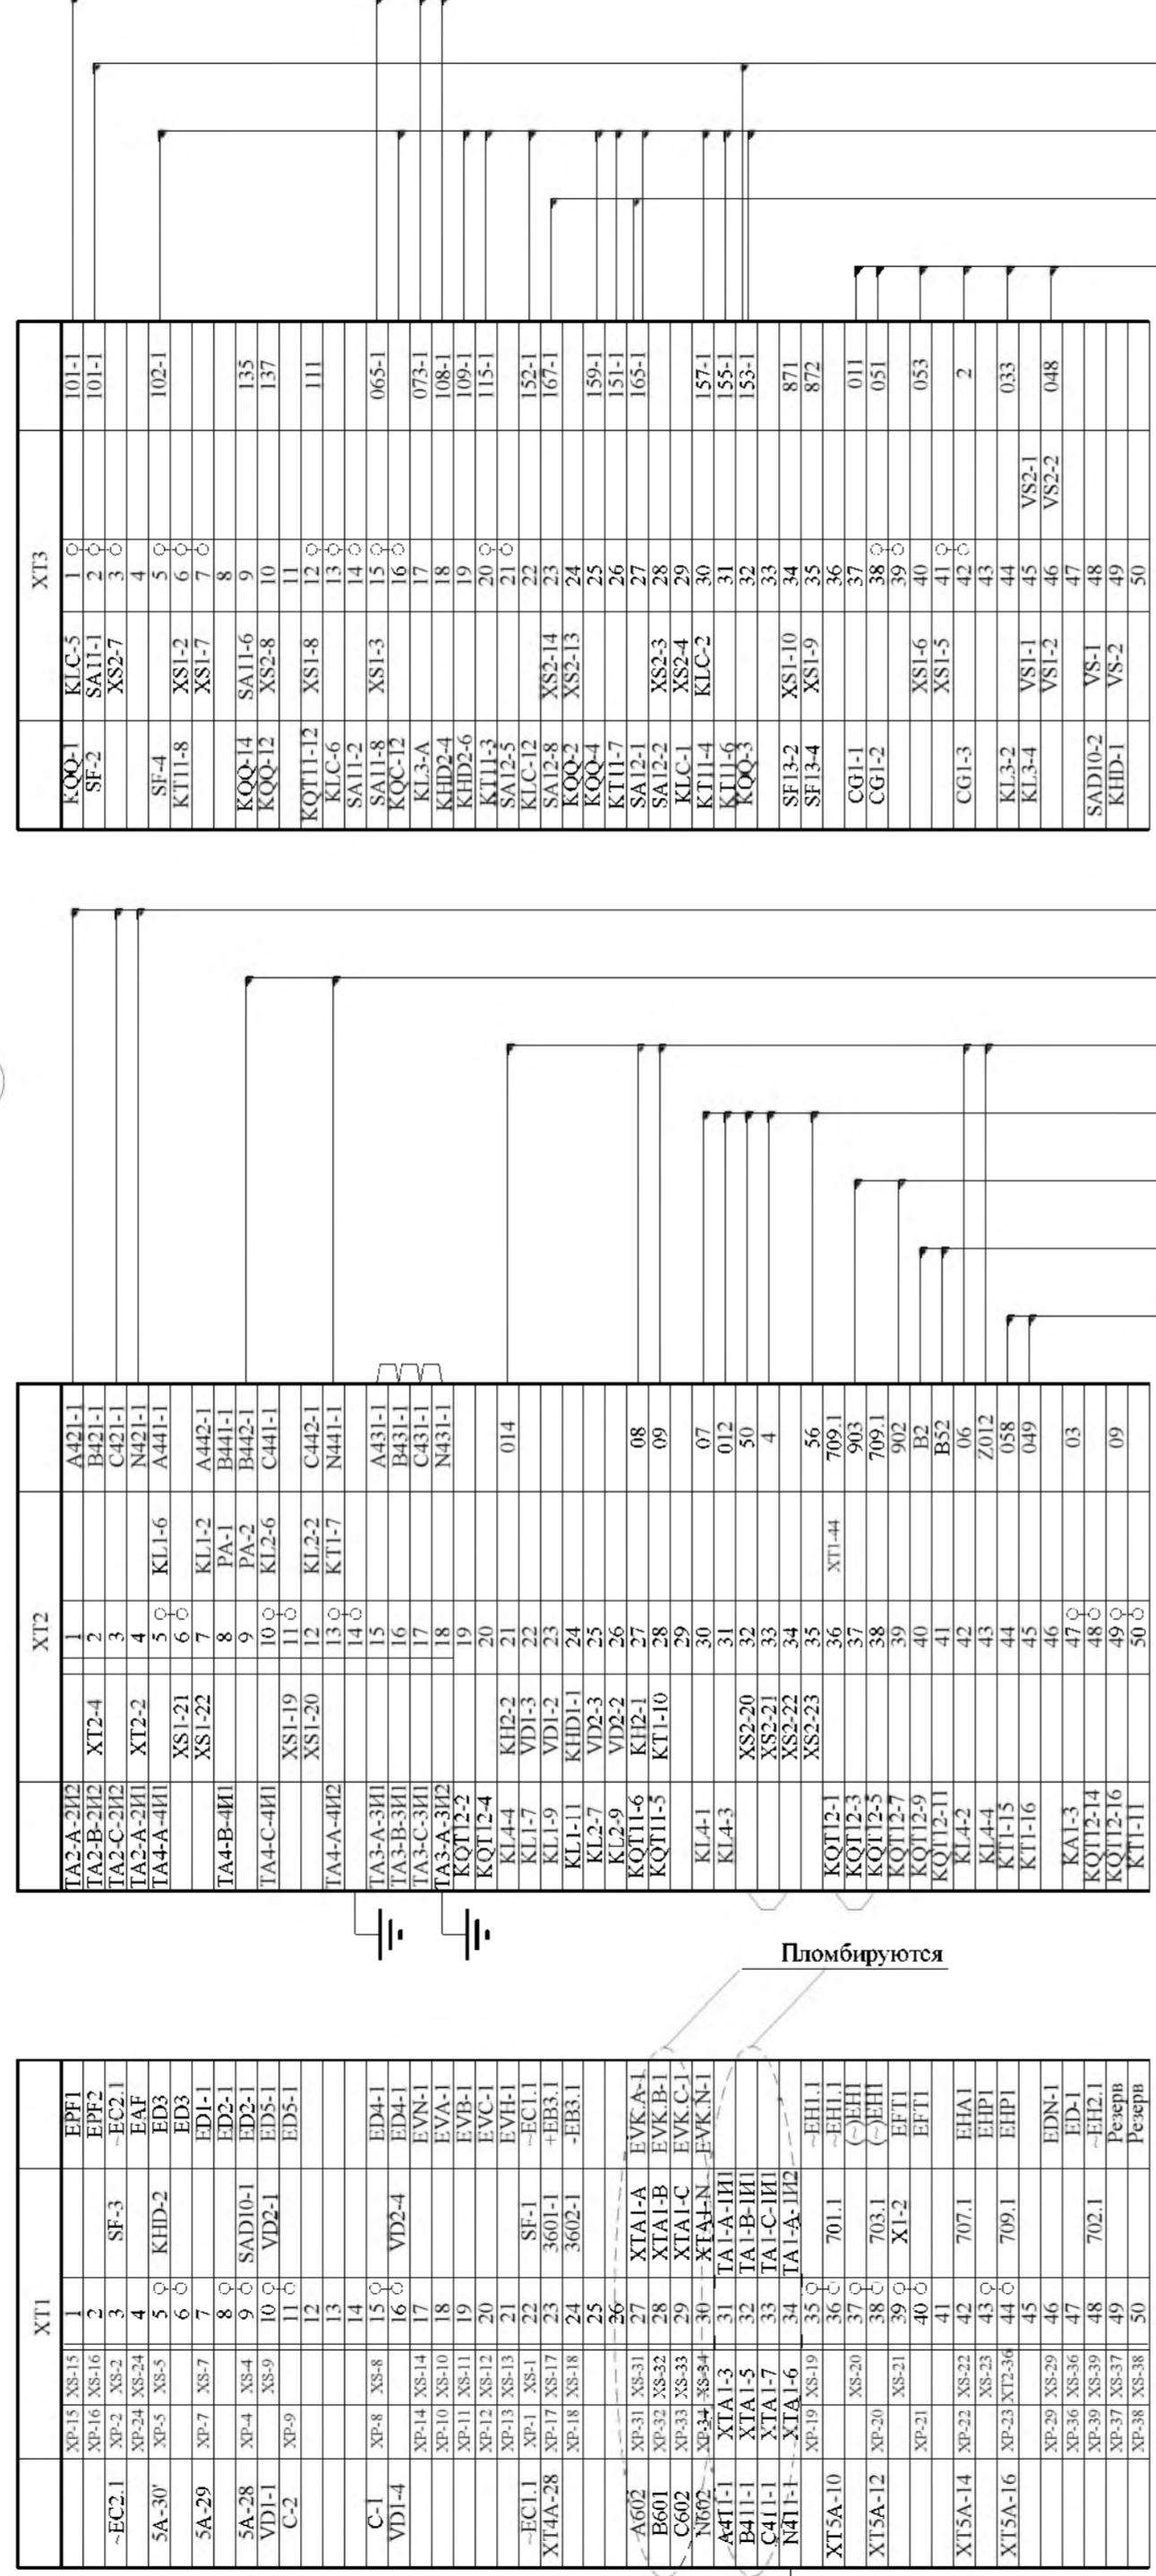 XT1
XP-15 XS-15 1 EPF1
XP-16 XS-16 2 EPF2
~EC2.1 XP-2 XS-2 3 SF-3 ~EC2.1
XP-24 XS-24 4 EAF
5A-30' XP-5 XS-5 5 KHD-2 ED3
6 ED3
5A-29 XP-7 XS-7 7 ED1-1
8 ED2-1
5A-28 XP-4 XS-4 9 SAD10-1 ED2-1
VD1-1 XS-9 10 VD2-1 ED5-1
C-2 XP-9 11 ED5-1
12
13
14
C-1 XP-8 XS-8 15 ED4-1
VD1-4 16 VD2-4 ED4-1
XP-14 XS-14 17 EVN-1
XP-10 XS-10 18 EVA-1
XP-11 XS-11 19 EVB-1
XP-12 XS-12 20 EVC-1
XP-13 XS-13 21 EVH-1
~EC1.1 XP-1 XS-1 22 SF-1 ~EC1.1
XT4A-28 XP-17 XS-17 23 3601-1 +EB3.1
XP-18 XS-18 24 3602-1 -EB3.1
25
26
A602 XP-31 XS-31 27 XTA1-A EVK.A-1
B601 XP-32 XS-32 28 XTA1-B EVK.B-1
C602 XP-33 XS-33 29 XTA1-C EVK.C-1
N602 XP-34 XS-34 30 XTA1-N EVK.N-1
A411-1 XTA1-3 31 TA1-A-1И1
B411-1 XTA1-5 32 TA1-B-1И1
C411-1 XTA1-7 33 TA1-C-1И1
N411-1 XTA1-6 34 TA1-A-1И2
XP-19 XS-19 35 ~EH1.1
XT5A-10 36 701.1 ~EH1.1
XS-20 37 (~)EH1
XT5A-12 XP-20 38 703.1 (~)EH1
XS-21 39 X1-2 EFT1
XP-21 40 EFT1
41
XT5A-14 XP-22 XS-22 42 707.1 EHA1
XS-23 43 EHP1
XT5A-16 XP-23 XT2-36 44 709.1 EHP1
45
XP-29 XS-29 46 EDN-1
XP-36 XS-36 47 ED-1
XP-39 XS-39 48 702.1 ~EH2.1
XP-37 XS-37 49 Резерв
XP-38 XS-38 50 Резерв
Пломбируются
XT2
TA2-A-2И2 1 A421-1
TA2-B-2И2 XT2-4 2 B421-1
TA2-C-2И2 3 C421-1
TA2-A-2И1 XT2-2 4 N421-1
TA4-A-4И1 5 KL1-6 A441-1
XS1-21 6
XS1-22 7 KL1-2 A442-1
TA4-B-4И1 8 PA-1 B441-1
9 PA-2 B442-1
TA4-C-4И1 10 KL2-6 C441-1
XS1-19 11
XS1-20 12 KL2-2 C442-1
TA4-A-4И2 13 KT1-7 N441-1
14
TA3-A-3И1 15 A431-1
TA3-B-3И1 16 B431-1
TA3-C-3И1 17 C431-1
TA3-A-3И2 18 N431-1
KQT12-2 19
KQT12-4 20
KL4-4 KH2-2 21 014
KL1-7 VD1-3 22
KL1-9 VD1-2 23
KL1-11 KHD1-1 24
KL2-7 VD2-3 25
KL2-9 VD2-2 26
KQT11-6 KH2-1 27 08
KQT11-5 KT1-10 28 09
29
KL4-1 30 07
KL4-3 31 012
XS2-20 32 50
XS2-21 33 4
XS2-22 34
XS2-23 35 56
KQT12-1 36 XT1-44 709.1
KQT12-3 37 903
KQT12-5 38 709.1
KQT12-7 39 902
KQT12-9 40 B2
KQT12-11 41 B52
KL4-2 42 06
KL4-4 43 Z012
KT1-15 44 058
KT1-16 45 049
46
KA1-3 47 03
KQT12-14 48
KQT12-16 49 09
KT1-11 50
XT3
KQQ-1 KLC-5 1 101-1
SF-2 SA11-1 2 101-1
XS2-7 3
4
SF-4 5 102-1
KT11-8 XS1-2 6
XS1-7 7
8
KQQ-14 SA11-6 9 135
KQQ-12 XS2-8 10 137
11
KQT11-12 XS1-8 12 111
KLC-6 13
SA11-2 14
SA11-8 XS1-3 15 065-1
KQC-12 16
KL3-A 17 073-1
KHD2-4 18 108-1
KHD2-6 19 109-1
KT11-3 20 115-1
SA12-5 21
KLC-12 22 152-1
SA12-8 XS2-14 23 167-1
KQQ-2 XS2-13 24
KQQ-4 25 159-1
KT11-7 26 151-1
SA12-1 27 165-1
SA12-2 XS2-3 28
KLC-1 XS2-4 29
KT11-4 KLC-2 30 157-1
KT11-6 31 155-1
KQQ-3 32 153-1
33
SF13-2 XS1-10 34 871
SF13-4 XS1-9 35 872
36
CG1-1 37 011
CG1-2 38 051
39
XS1-6 40 053
XS1-5 41
CG1-3 42 2
43
KL3-2 44 033
KL3-4 VS1-1 45 VS2-1
VS1-2 46 VS2-2 048
47
SAD10-2 VS-1 48
KHD-1 VS-2 49
50